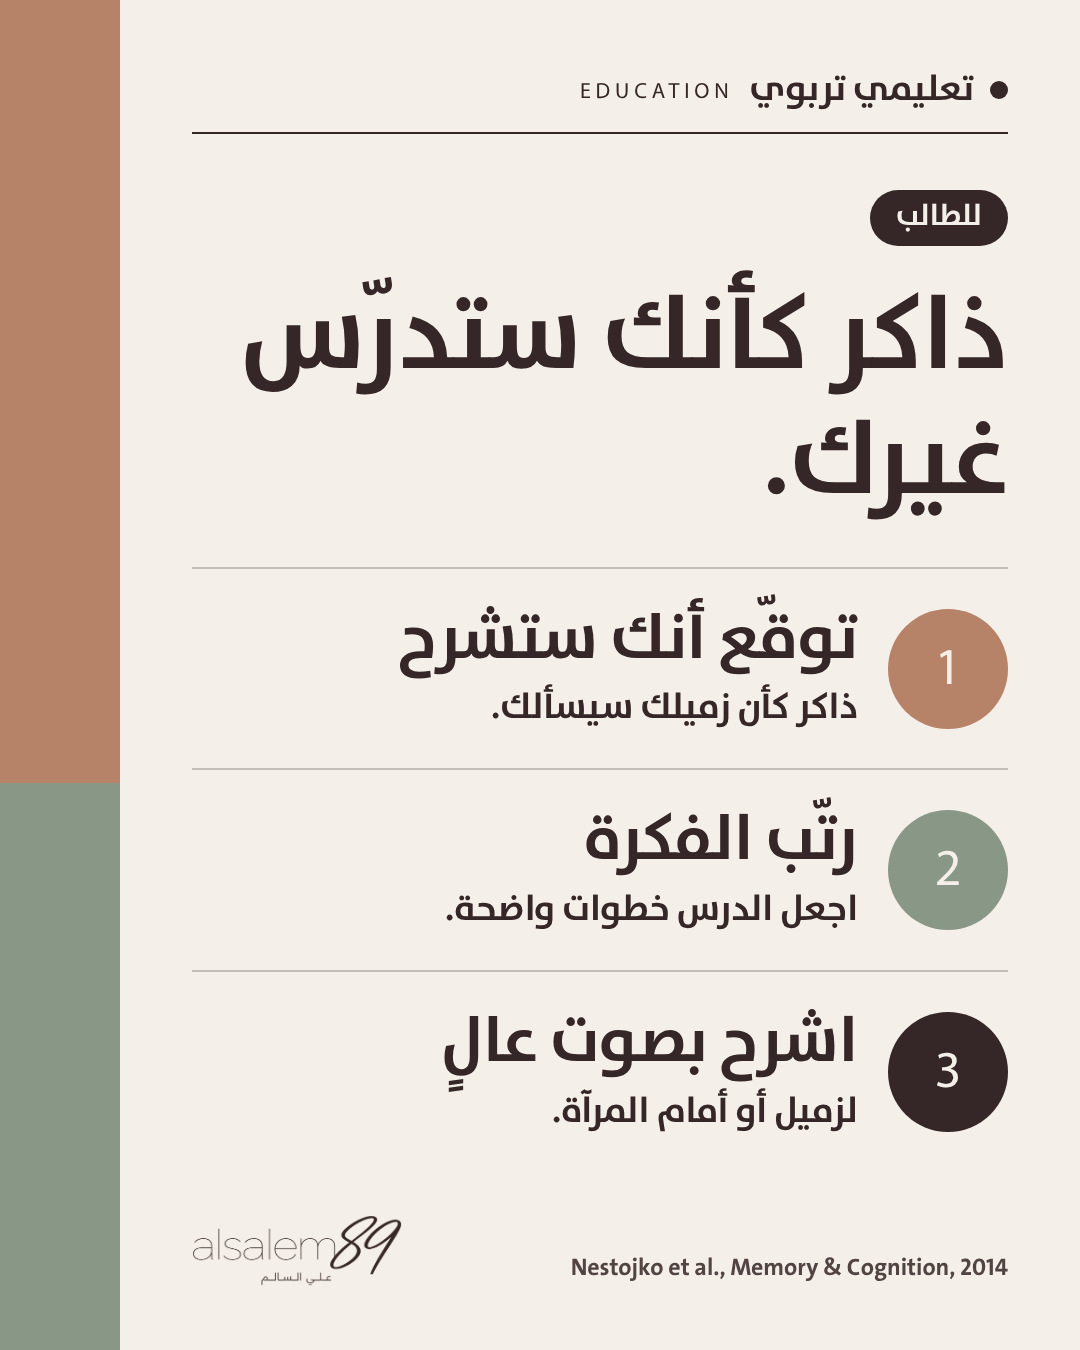 تعليمي تربوي EDUCATION
للطالب
ذاكر كأنك ستدرّس
غيرك.
1
توقّع أنك ستشرح
ذاكر كأن زميلك سيسألك.
2
رتّب الفكرة
اجعل الدرس خطوات واضحة.
3
اشرح بصوت عالٍ
لزميل أو أمام المرآة.
Nestojko et al., Memory & Cognition, 2014
alsalem89
علي السالم